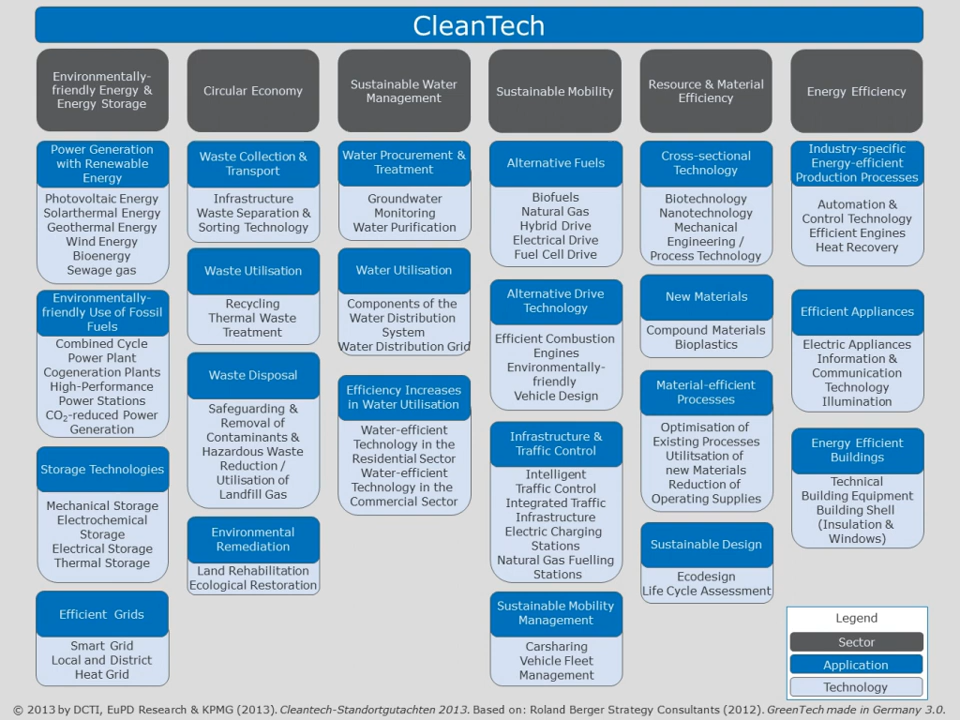 CleanTech
Environmentally-
friendly Energy &
Energy Storage
Circular Economy
Sustainable Water
Management
Sustainable Mobility
Resource & Material
Efficiency
Energy Efficiency
Power Generation
with Renewable
Energy
Photovoltaic Energy
Solarthermal Energy
Geothermal Energy
Wind Energy
Bioenergy
Sewage gas
Environmentally-
friendly Use of Fossil
Fuels
Combined Cycle
Power Plant
Cogeneration Plants
High-Performance
Power Stations
CO₂-reduced Power
Generation
Storage Technologies
Mechanical Storage
Electrochemical
Storage
Electrical Storage
Thermal Storage
Efficient Grids
Smart Grid
Local and District
Heat Grid
Waste Collection &
Transport
Infrastructure
Waste Separation &
Sorting Technology
Waste Utilisation
Recycling
Thermal Waste
Treatment
Waste Disposal
Safeguarding &
Removal of
Contaminants &
Hazardous Waste
Reduction /
Utilisation of
Landfill Gas
Environmental
Remediation
Land Rehabilitation
Ecological Restoration
Water Procurement &
Treatment
Groundwater
Monitoring
Water Purification
Water Utilisation
Components of the
Water Distribution
System
Water Distribution Grid
Efficiency Increases
in Water Utilisation
Water-efficient
Technology in the
Residential Sector
Water-efficient
Technology in the
Commercial Sector
Alternative Fuels
Biofuels
Natural Gas
Hybrid Drive
Electrical Drive
Fuel Cell Drive
Alternative Drive
Technology
Efficient Combustion
Engines
Environmentally-
friendly
Vehicle Design
Infrastructure &
Traffic Control
Intelligent
Traffic Control
Integrated Traffic
Infrastructure
Electric Charging
Stations
Natural Gas Fuelling
Stations
Sustainable Mobility
Management
Carsharing
Vehicle Fleet
Management
Cross-sectional
Technology
Biotechnology
Nanotechnology
Mechanical
Engineering /
Process Technology
New Materials
Compound Materials
Bioplastics
Material-efficient
Processes
Optimisation of
Existing Processes
Utilitsation of
new Materials
Reduction of
Operating Supplies
Sustainable Design
Ecodesign
Life Cycle Assessment
Industry-specific
Energy-efficient
Production Processes
Automation &
Control Technology
Efficient Engines
Heat Recovery
Efficient Appliances
Electric Appliances
Information &
Communication
Technology
Illumination
Energy Efficient
Buildings
Technical
Building Equipment
Building Shell
(Insulation &
Windows)
Legend
Sector
Application
Technology
© 2013 by DCTI, EuPD Research & KPMG (2013). Cleantech-Standortgutachten 2013. Based on: Roland Berger Strategy Consultants (2012). GreenTech made in Germany 3.0.